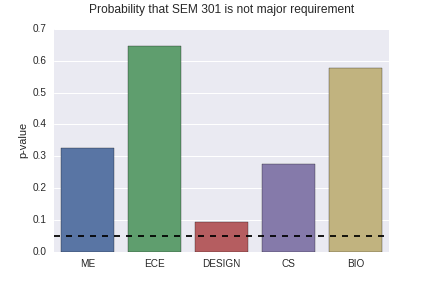 Probability that SEM 301 is not major requirement
0.7
0.6
0.5
0.4
0.3
0.2
0.1
0.0
p-value
ME ECE DESIGN CS BIO